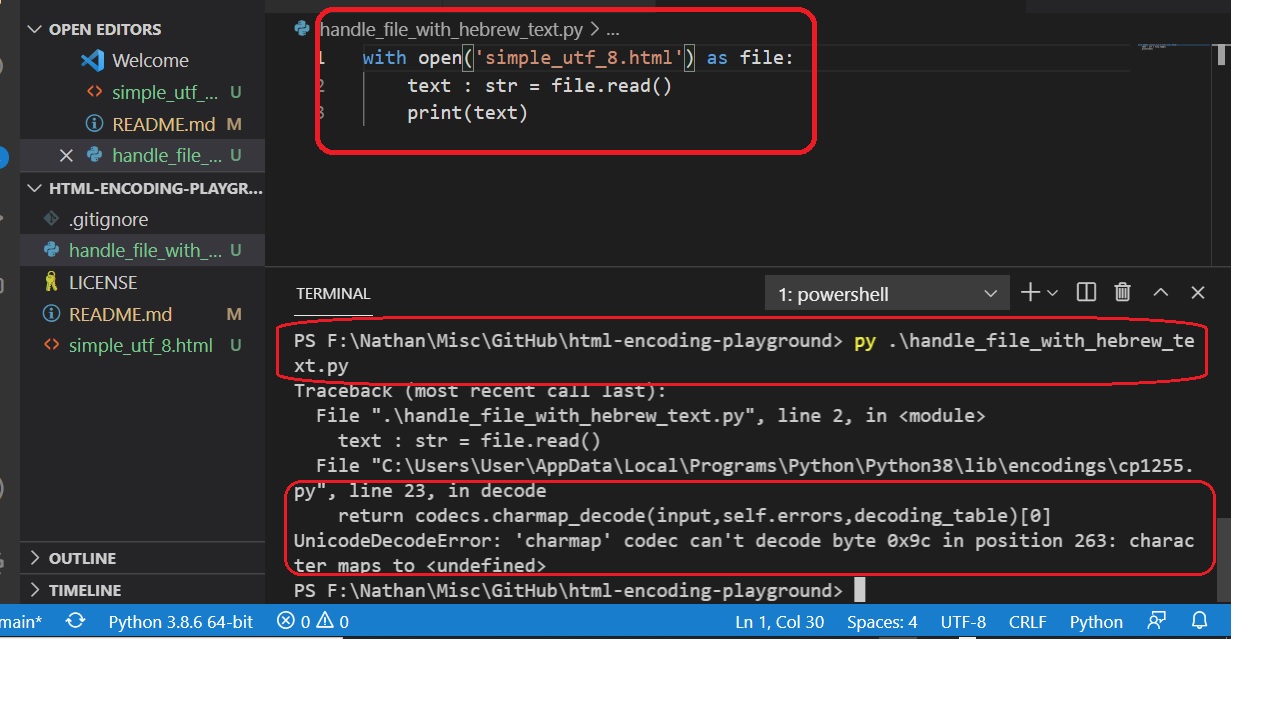 OPEN EDITORS
Welcome
simple_utf_... U
README.md M
handle_file_... U
HTML-ENCODING-PLAYGR...
.gitignore
handle_file_with_... U
LICENSE
README.md M
simple_utf_8.html U
OUTLINE
TIMELINE
handle_file_with_hebrew_text.py > ...
1 with open('simple_utf_8.html') as file:
2 text : str = file.read()
3 print(text)
TERMINAL
1: powershell
PS F:\Nathan\Misc\GitHub\html-encoding-playground> py .\handle_file_with_hebrew_te
xt.py
Traceback (most recent call last):
File ".\handle_file_with_hebrew_text.py", line 2, in <module>
text : str = file.read()
File "C:\Users\User\AppData\Local\Programs\Python\Python38\lib\encodings\cp1255.
py", line 23, in decode
return codecs.charmap_decode(input,self.errors,decoding_table)[0]
UnicodeDecodeError: 'charmap' codec can't decode byte 0x9c in position 263: charac
ter maps to <undefined>
PS F:\Nathan\Misc\GitHub\html-encoding-playground>
main* Python 3.8.6 64-bit 0 0 Ln 1, Col 30 Spaces: 4 UTF-8 CRLF Python